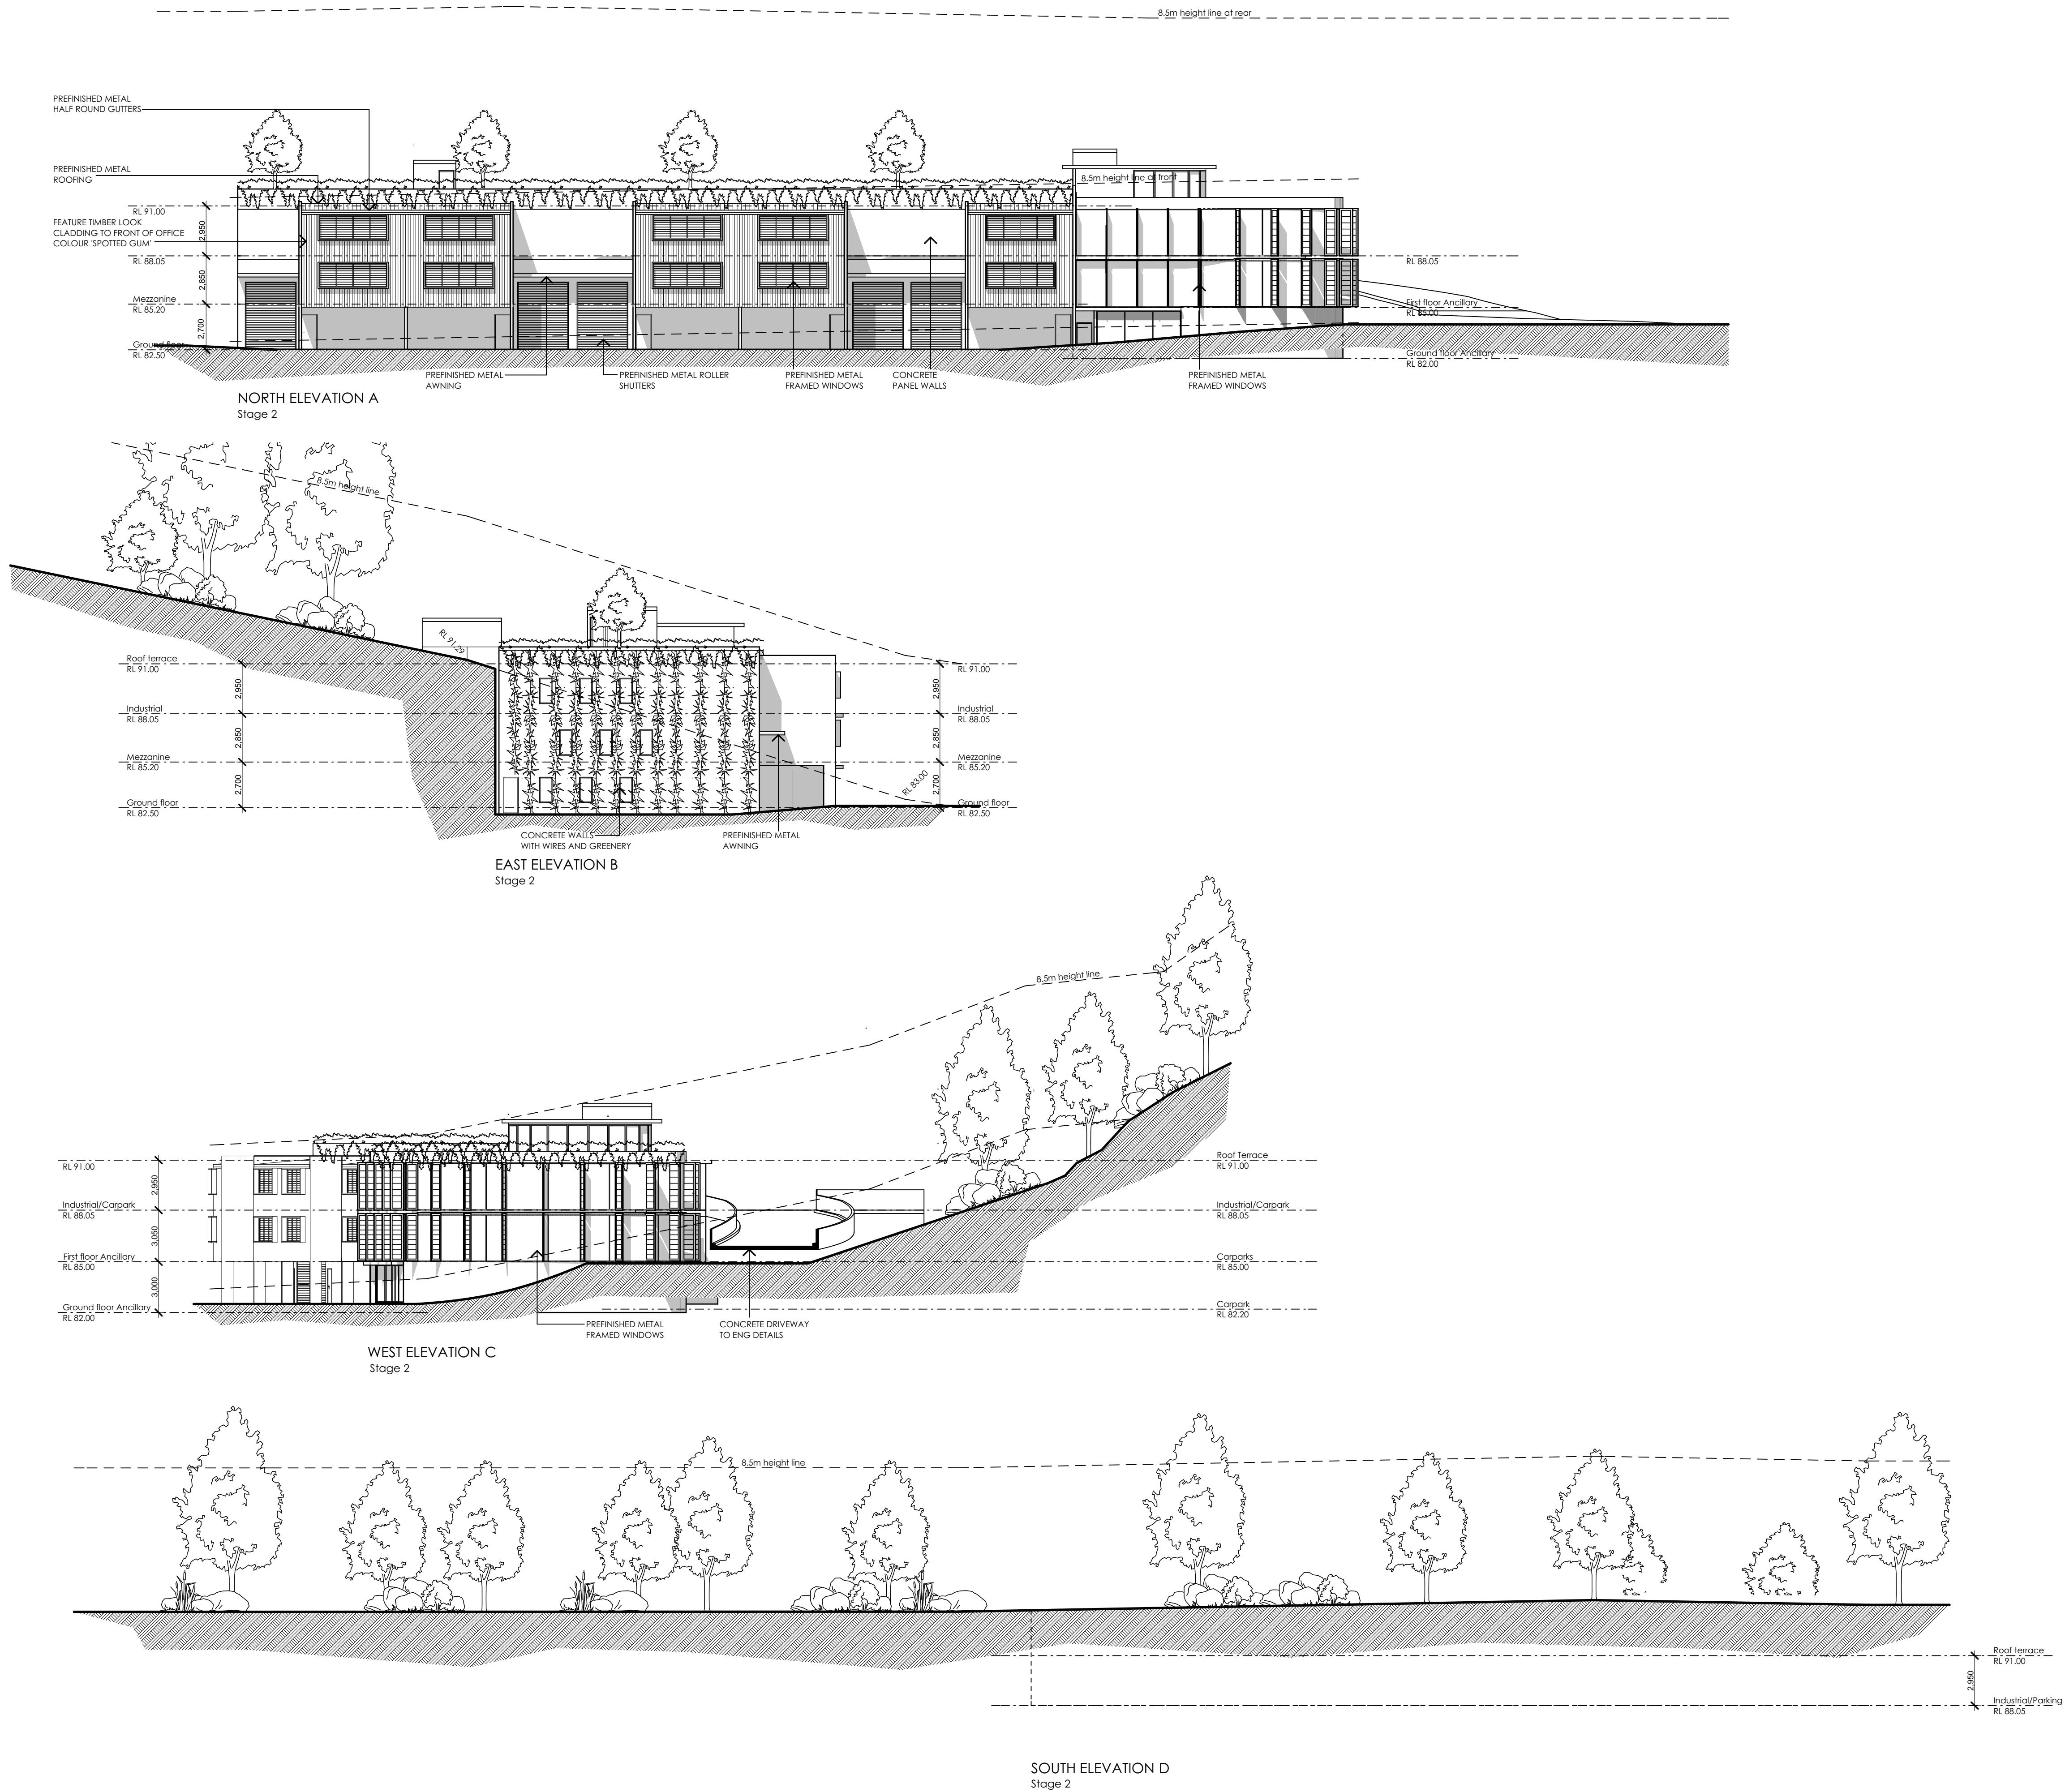 8.5m height line at rear
PREFINISHED METAL
HALF ROUND GUTTERS
PREFINISHED METAL
ROOFING
8.5m height line at front
RL 91.00
FEATURE TIMBER LOOK
CLADDING TO FRONT OF OFFICE
COLOUR 'SPOTTED GUM'
2,950
RL 88.05
RL 88.05
2,850
Mezzanine
RL 85.20
First floor Ancillary
RL 85.00
2,700
Ground floor
RL 82.50
Ground floor Ancillary
RL 82.00
PREFINISHED METAL
AWNING
PREFINISHED METAL ROLLER
SHUTTERS
PREFINISHED METAL
FRAMED WINDOWS
CONCRETE
PANEL WALLS
PREFINISHED METAL
FRAMED WINDOWS
NORTH ELEVATION A
Stage 2
8.5m height line
RL 91.29
Roof terrace
RL 91.00
RL 91.00
2,950
2,950
Industrial
RL 88.05
Industrial
RL 88.05
2,850
2,850
Mezzanine
RL 85.20
Mezzanine
RL 85.20
2,700
RL 83.00
2,700
Ground floor
RL 82.50
Ground floor
RL 82.50
CONCRETE WALLS
WITH WIRES AND GREENERY
PREFINISHED METAL
AWNING
EAST ELEVATION B
Stage 2
8.5m height line
RL 91.00
Roof Terrace
RL 91.00
2,950
Industrial/Carpark
RL 88.05
Industrial/Carpark
RL 88.05
3,050
First floor Ancillary
RL 85.00
Carparks
RL 85.00
3,000
Ground floor Ancillary
RL 82.00
Carpark
RL 82.20
PREFINISHED METAL
FRAMED WINDOWS
CONCRETE DRIVEWAY
TO ENG DETAILS
WEST ELEVATION C
Stage 2
8.5m height line
Roof terrace
RL 91.00
2,950
Industrial/Parking
RL 88.05
SOUTH ELEVATION D
Stage 2